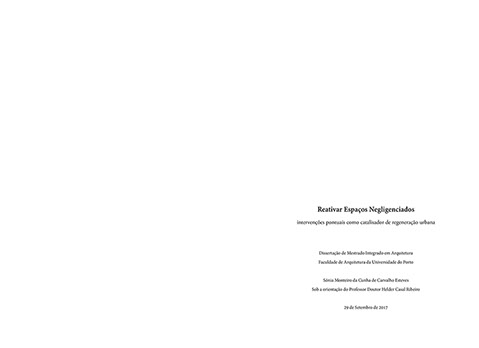 Reativar Espaços Negligenciados
intervenções pontuais como catalisador de regeneração urbana
Dissertação de Mestrado Integrado em Arquitetura
Faculdade de Arquitetura da Universidade do Porto
Sónia Monteiro da Cunha de Carvalho Esteves
Sob a orientação do Professor Doutor Helder Casal Ribeiro
29 de Setembro de 2017